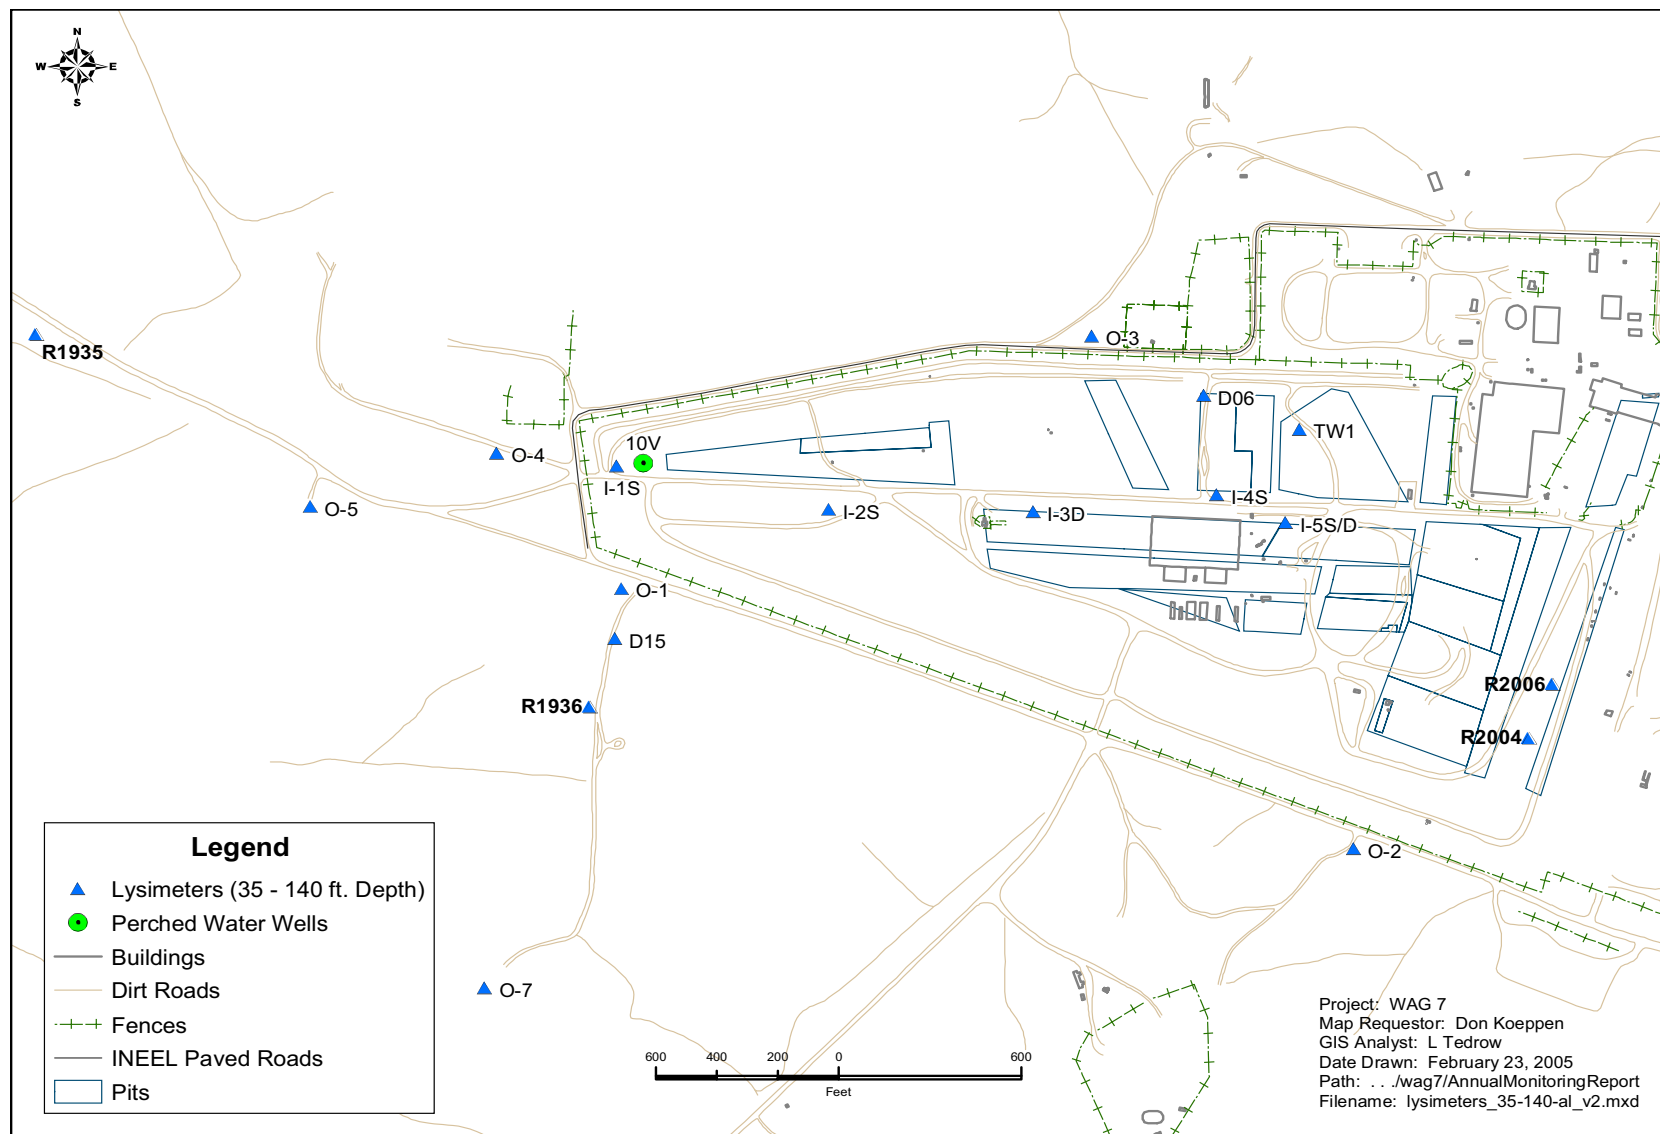 N
W E
S
R1935
O-3
D06
TW1
10V
O-4
I-1S
I-4S
O-5
I-2S
I-3D
I-5S/D
O-1
D15
R2006
R1936
R2004
O-2
O-7
Legend
Lysimeters (35 - 140 ft. Depth)
Perched Water Wells
Buildings
Dirt Roads
Fences
INEEL Paved Roads
Pits
600 400 200 0 600
Feet
Project: WAG 7
Map Requestor: Don Koeppen
GIS Analyst: L Tedrow
Date Drawn: February 23, 2005
Path: . . ./wag7/AnnualMonitoringReport
Filename: lysimeters_35-140-al_v2.mxd